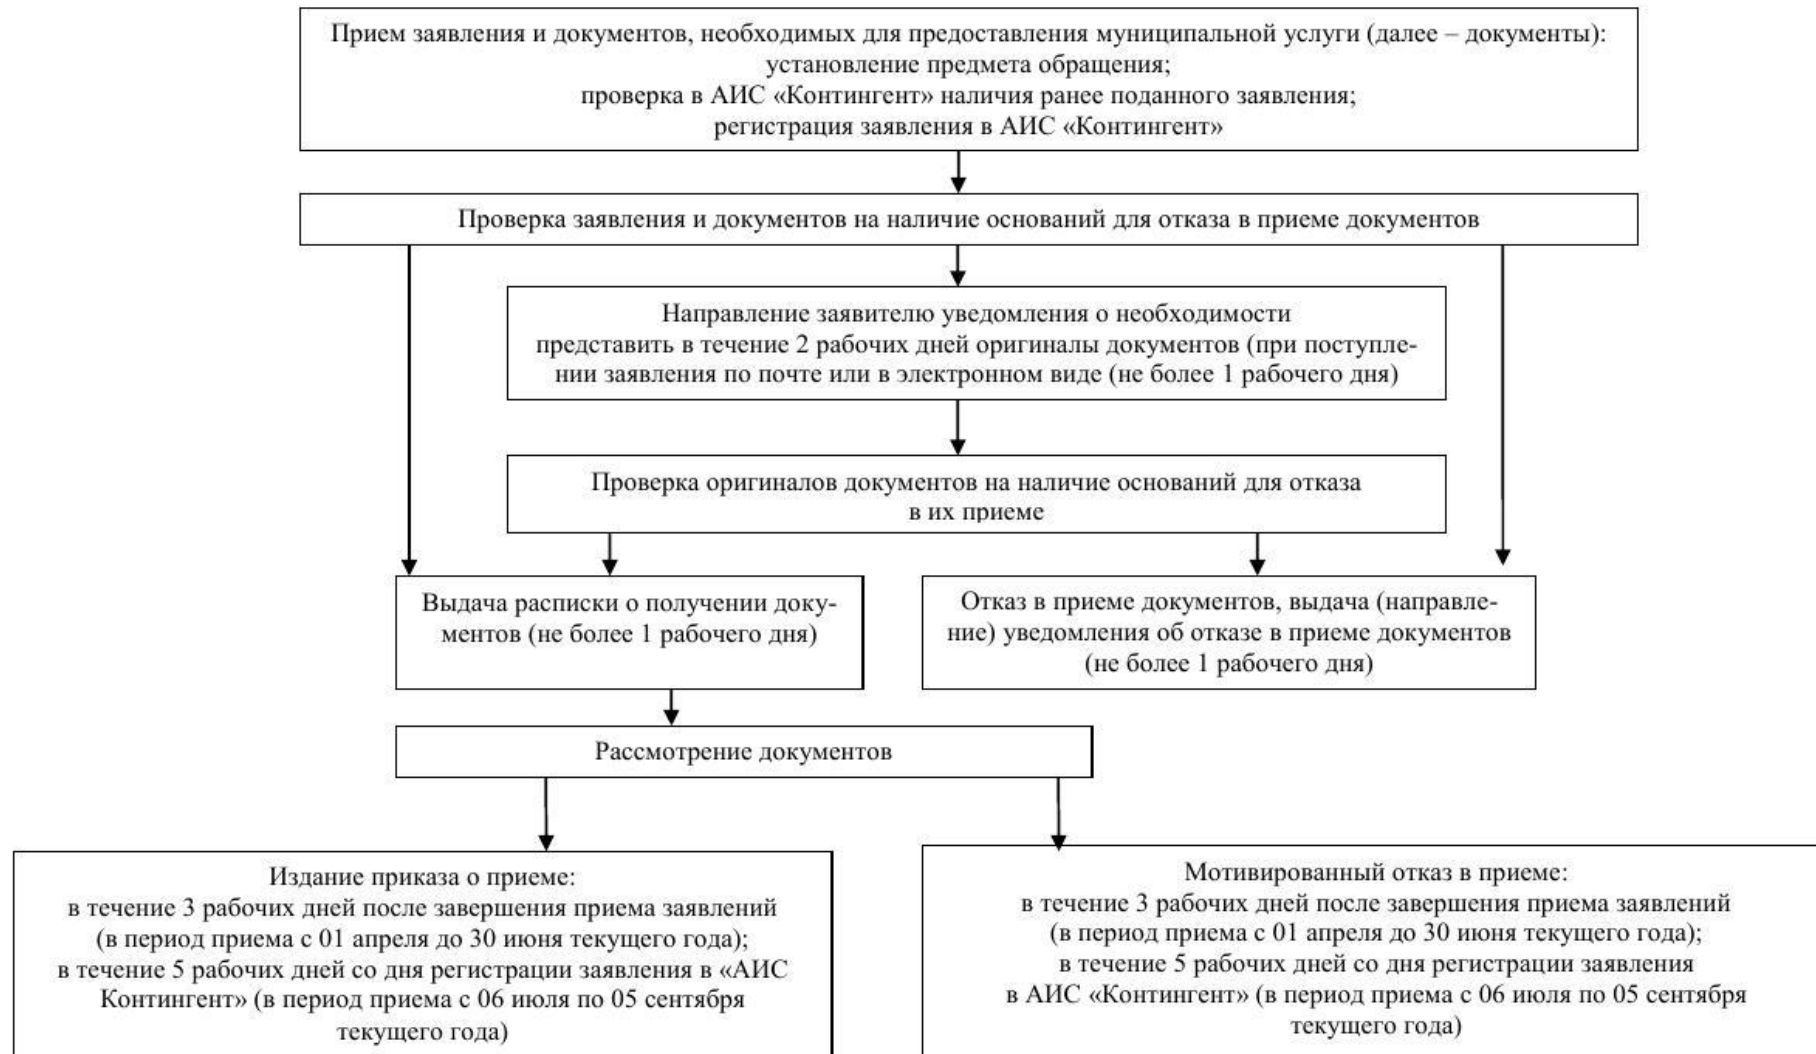 Прием заявления и документов, необходимых для предоставления муниципальной услуги (далее – документы):
установление предмета обращения;
проверка в АИС «Контингент» наличия ранее поданного заявления;
регистрация заявления в АИС «Контингент»
Проверка заявления и документов на наличие оснований для отказа в приеме документов
Направление заявителю уведомления о необходимости
представить в течение 2 рабочих дней оригиналы документов (при поступле-
нии заявления по почте или в электронном виде (не более 1 рабочего дня)
Проверка оригиналов документов на наличие оснований для отказа
в их приеме
Выдача расписки о получении доку-
ментов (не более 1 рабочего дня)
Отказ в приеме документов, выдача (направле-
ние) уведомления об отказе в приеме документов
(не более 1 рабочего дня)
Рассмотрение документов
Издание приказа о приеме:
в течение 3 рабочих дней после завершения приема заявлений
(в период приема с 01 апреля до 30 июня текущего года);
в течение 5 рабочих дней со дня регистрации заявления в «АИС
Контингент» (в период приема с 06 июля по 05 сентября
текущего года)
Мотивированный отказ в приеме:
в течение 3 рабочих дней после завершения приема заявлений
(в период приема с 01 апреля до 30 июня текущего года);
в течение 5 рабочих дней со дня регистрации заявления
в АИС «Контингент» (в период приема с 06 июля по 05 сентября
текущего года)